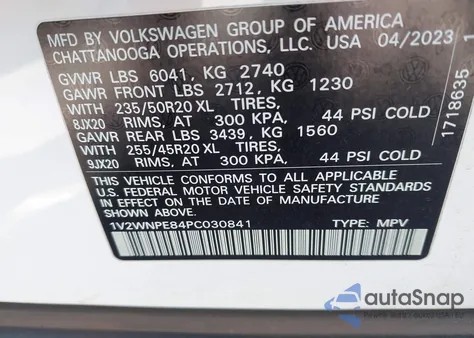 MFD BY VOLKSWAGEN GROUP OF AMERICA
CHATTANOOGA OPERATIONS, LLC. USA 04/2023
GVWR LBS 6041, KG 2740
GAWR FRONT LBS 2712, KG 1230
WITH 235/50R20 XL TIRES,
8JX20 RIMS, AT 300 KPA, 44 PSI COLD
GAWR REAR LBS 3439, KG 1560
WITH 255/45R20 XL TIRES,
9JX20 RIMS, AT 300 KPA, 44 PSI COLD
THIS VEHICLE CONFORMS TO ALL APPLICABLE
U.S. FEDERAL MOTOR VEHICLE SAFETY STANDARDS
IN EFFECT ON THE DATE OF MANUFACTURE
SHOWN ABOVE
1V2WNPE84PC030841 TYPE: MPV
1718635 1
autoSnap